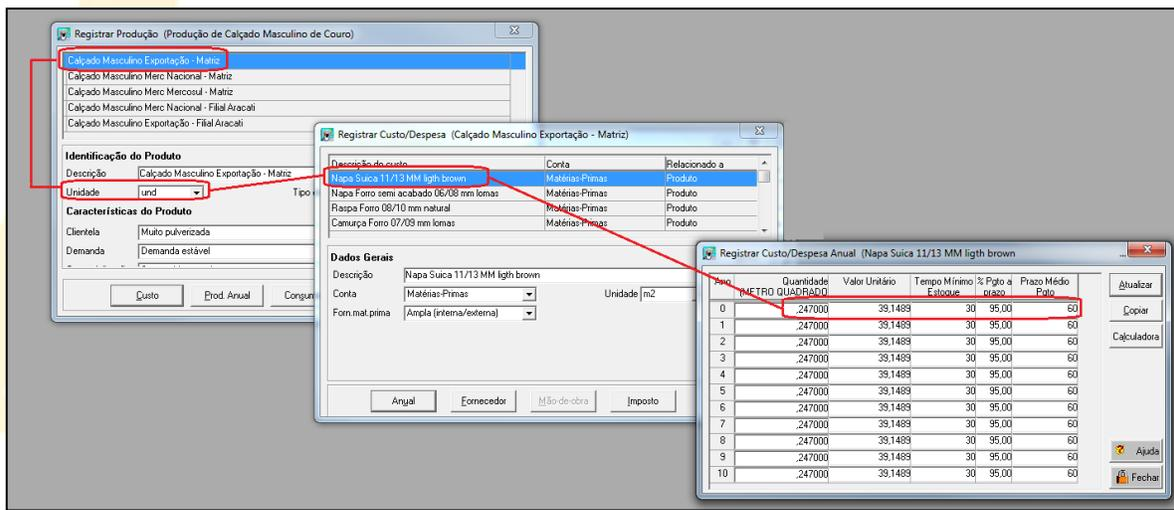 Registrar Produção (Produção de Calçado Masculino de Couro)
Calçado Masculino Exportação - Matriz
Calçado Masculino Merc Nacional - Matriz
Calçado Masculino Merc Mercosul - Matriz
Calçado Masculino Merc Nacional - Filial Aracati
Calçado Masculino Exportação - Filial Aracati
Identificação do Produto
Descrição Calçado Masculino Exportação - Matriz
Unidade und Tipo
Características do Produto
Clientela Muito pulverizada
Demanda Demanda estável
Custo Prod. Anual Consum
Registrar Custo/Despesa (Calçado Masculino Exportação - Matriz)
Descrição do custo Conta Relacionado a
Napa Suica 11/13 MM ligth brown Matérias-Primas Produto
Napa Forro semi acabado 06/08 mm lomas Matérias-Primas Produto
Raspa Forro 08/10 mm natural Matérias-Primas Produto
Camurça Forro 07/09 mm lomas Matérias-Primas Produto
Dados Gerais
Descrição Napa Suica 11/13 MM ligth brown
Conta Matérias-Primas Unidade m2
Forn.mat.prima Ampla (interna/externa)
Anual Fornecedor Mão-de-obra Imposto
Registrar Custo/Despesa Anual (Napa Suica 11/13 MM ligth brown ...
Ano Quantidade (METRO QUADRADO Valor Unitário Tempo Mínimo Estoque % Pgto a prazo Prazo Médio Pgto
0 ,247000 39,1489 30 95,00 60
1 ,247000 39,1489 30 95,00 60
2 ,247000 39,1489 30 95,00 60
3 ,247000 39,1489 30 95,00 60
4 ,247000 39,1489 30 95,00 60
5 ,247000 39,1489 30 95,00 60
6 ,247000 39,1489 30 95,00 60
7 ,247000 39,1489 30 95,00 60
8 ,247000 39,1489 30 95,00 60
9 ,247000 39,1489 30 95,00 60
10 ,247000 39,1489 30 95,00 60
Atualizar
Copiar
Calculadora
Ajuda
Fechar